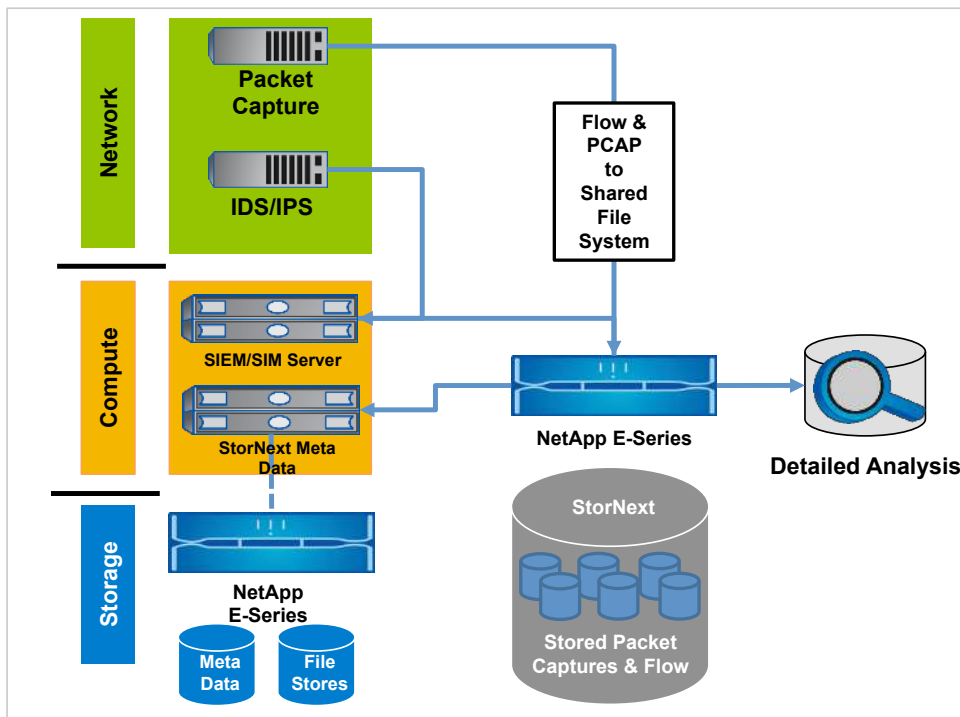 Network
Packet
Capture
IDS/IPS
Flow &
PCAP
to
Shared
File
System
Compute
SIEM/SIM Server
StorNext Meta
Data
NetApp E-Series
Detailed Analysis
Storage
NetApp
E-Series
Meta
Data
File
Stores
StorNext
Stored Packet
Captures & Flow